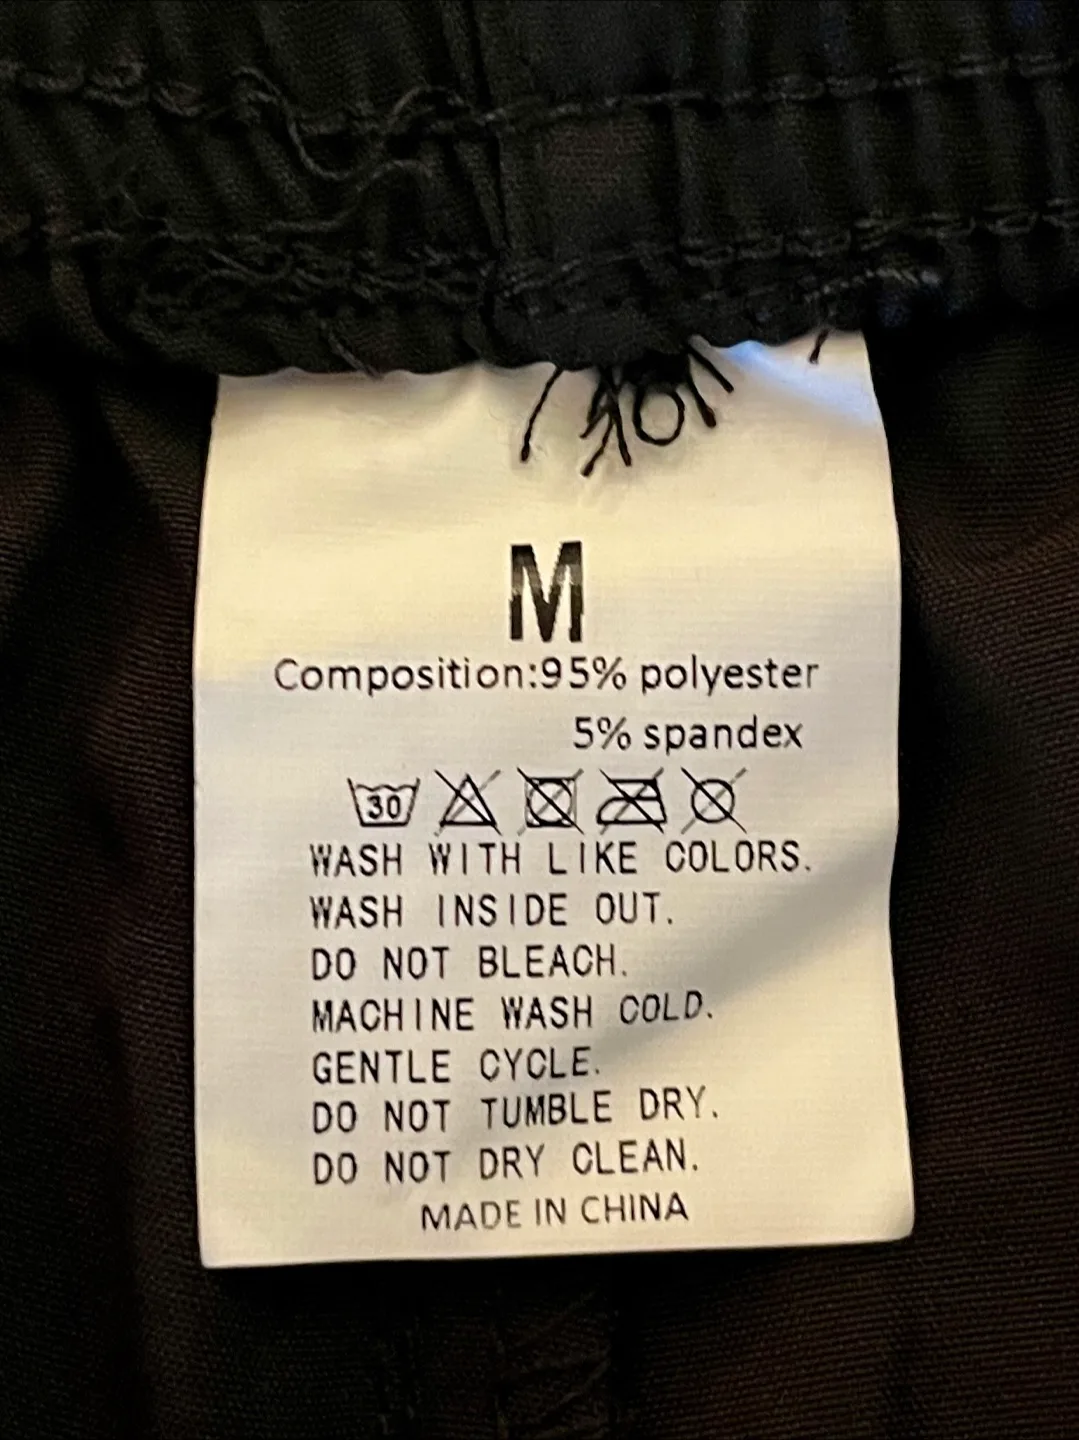 M
Composition:95% polyester
5% spandex
30
WASH WITH LIKE COLORS.
WASH INSIDE OUT.
DO NOT BLEACH.
MACHINE WASH COLD.
GENTLE CYCLE.
DO NOT TUMBLE DRY.
DO NOT DRY CLEAN.
MADE IN CHINA